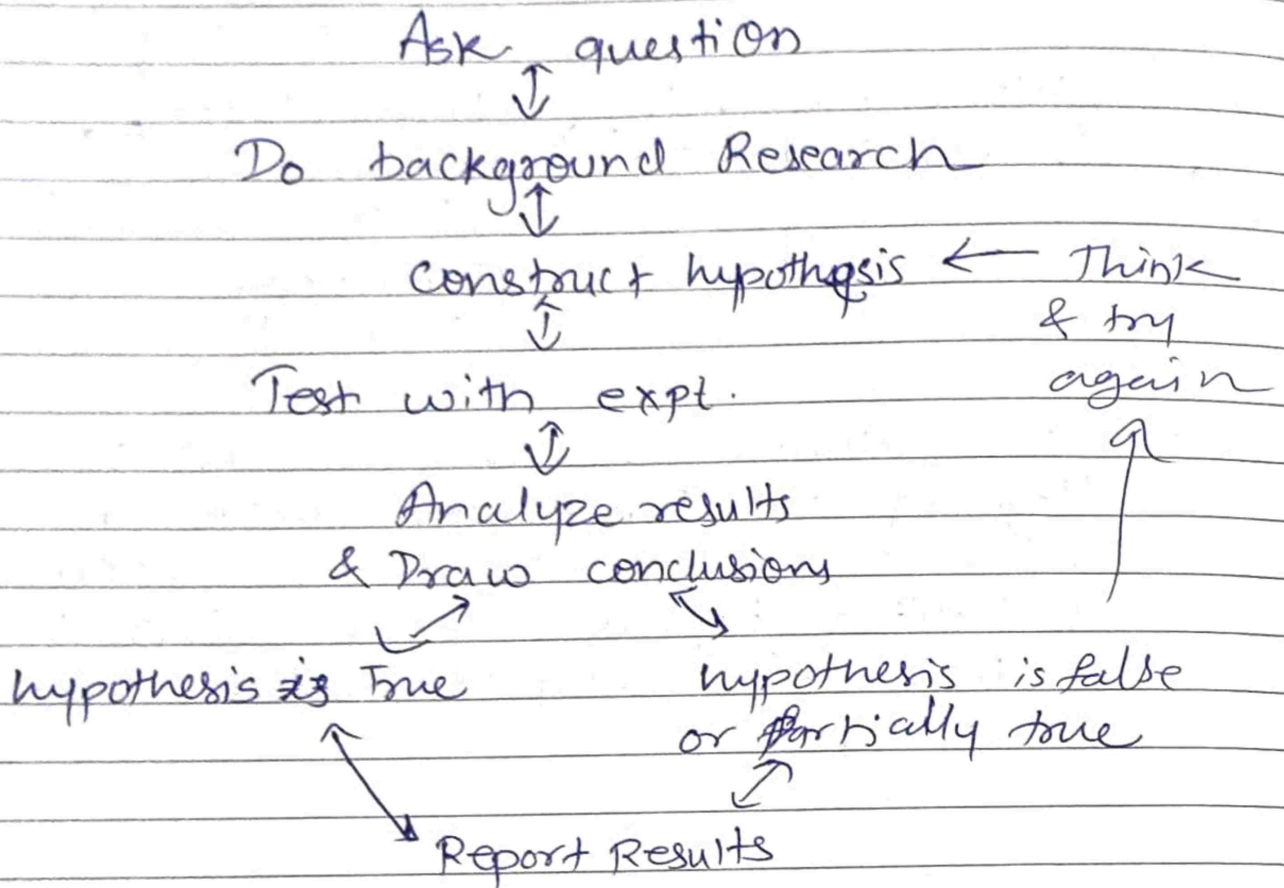 Ask question
Do background Research
Construct hypothesis ← Think
& try
again
Test with expt.
Analyze results
& Draw conclusions
hypothesis is True
hypothesis is false
or partially true
Report Results